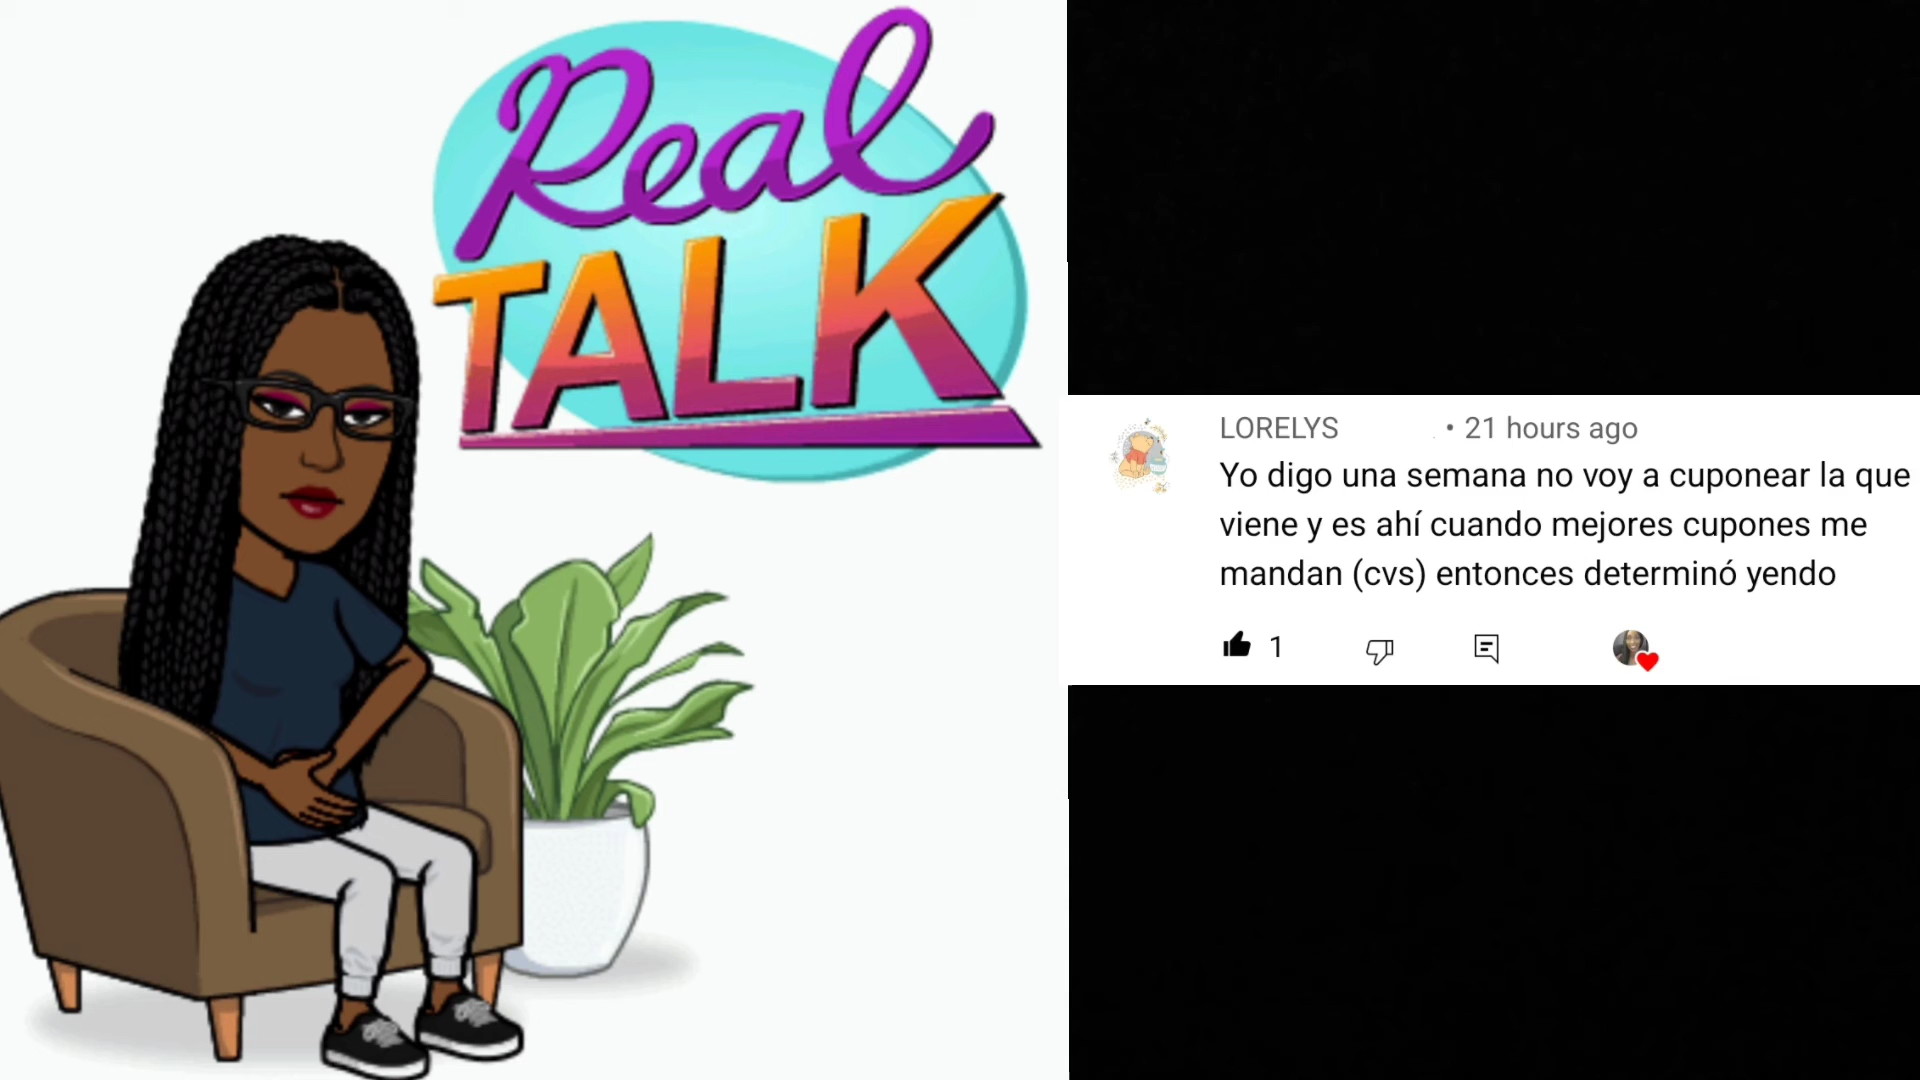 Real
TALK
LORELYS • 21 hours ago
Yo digo una semana no voy a cuponear la que
viene y es ahí cuando mejores cupones me
mandan (cvs) entonces determinó yendo
1